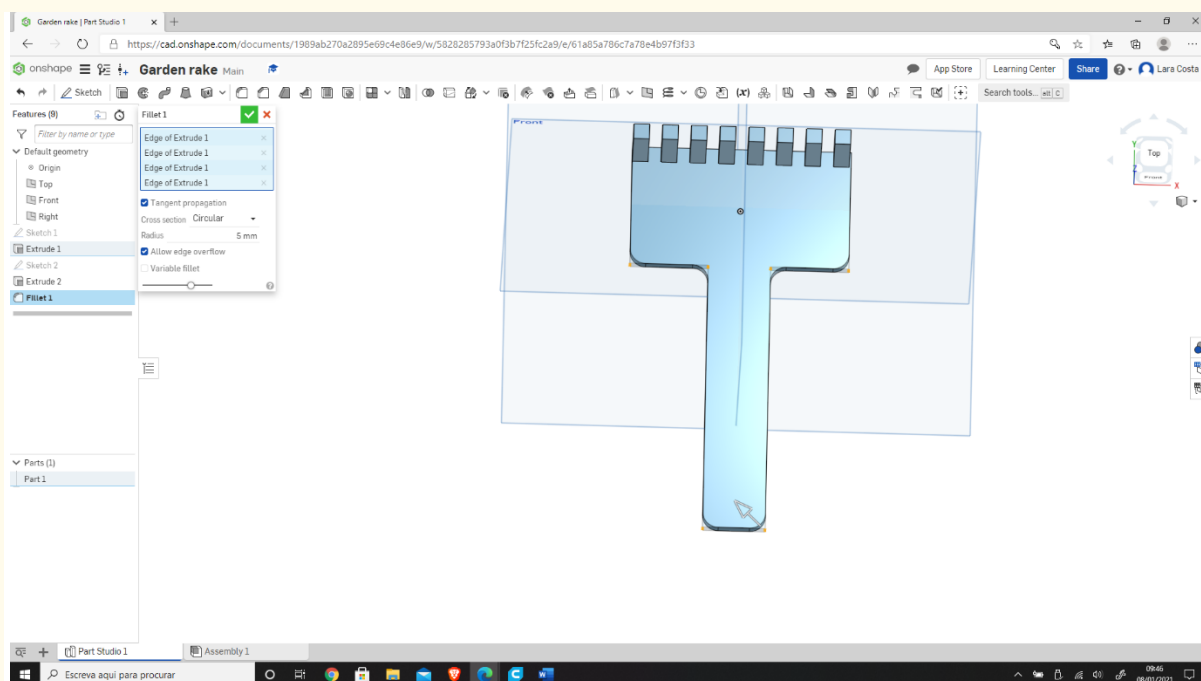 Garden rake | Part Studio 1
https://cad.onshape.com/documents/1989ab270a2895e69c4e86e9/w/5828285793a0f3b7f25fc2a9/e/61a85a786c7a78e4b97f3f33
onshape Garden rake Main App Store Learning Center Share Lara Costa
Sketch (x) Search tools... alt C
Features (8)
Filter by name or type
Default geometry
Origin
Top
Front
Right
Sketch 1
Extrude 1
Sketch 2
Extrude 2
Fillet 1
Parts (1)
Part 1
Fillet 1
Edge of Extrude 1
Edge of Extrude 1
Edge of Extrude 1
Edge of Extrude 1
Tangent propagation
Cross section Circular
Radius 5 mm
Allow edge overflow
Variable fillet
Front
Y
Top
Z
Front
X
Part Studio 1 Assembly 1
Escreva aqui para procurar
09:46
08/01/2021